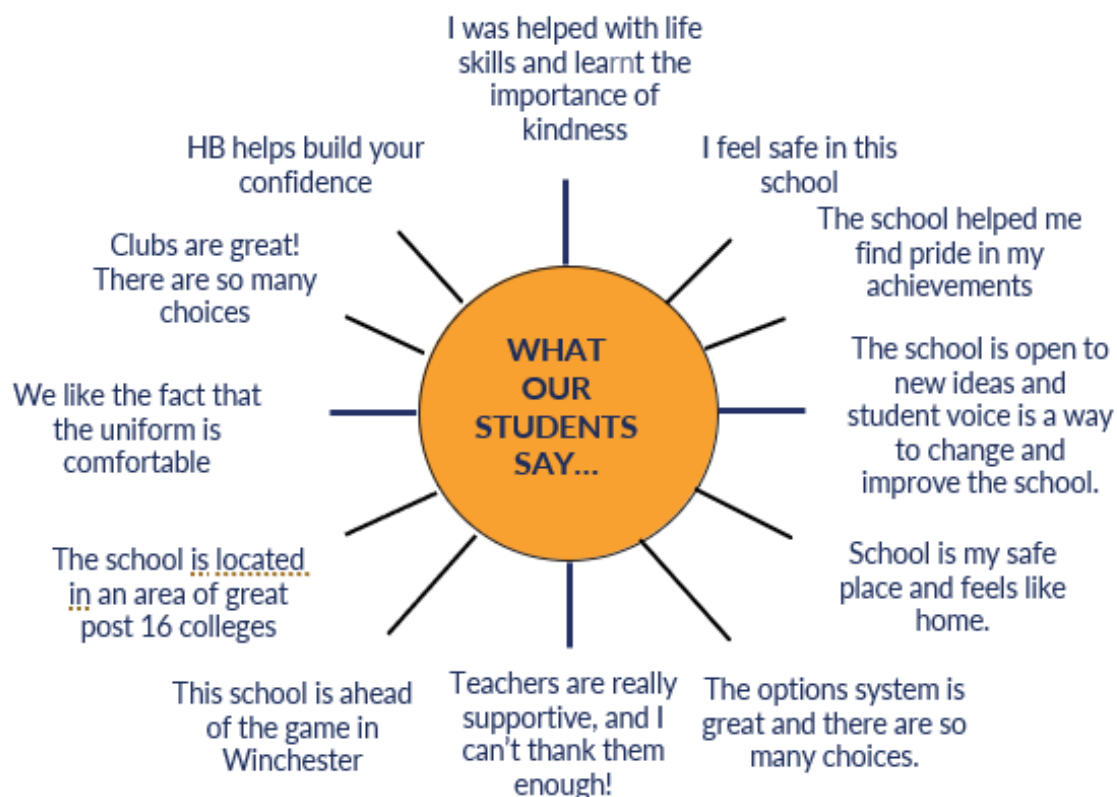 I was helped with life
skills and learnt the
importance of
kindness
I feel safe in this
school
The school helped me
find pride in my
achievements
The school is open to
new ideas and
student voice is a way
to change and
improve the school.
School is my safe
place and feels like
home.
The options system is
great and there are so
many choices.
Teachers are really
supportive, and I
can't thank them
enough!
This school is ahead
of the game in
Winchester
The school is located
in an area of great
post 16 colleges
We like the fact that
the uniform is
comfortable
Clubs are great!
There are so many
choices
HB helps build your
confidence
WHAT
OUR
STUDENTS
SAY...